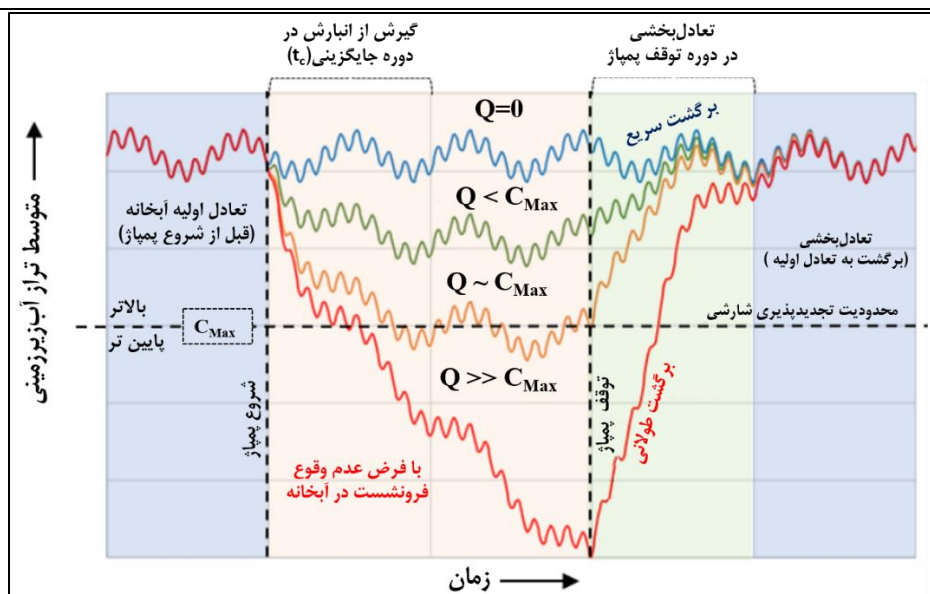 گیرش از انبارش در
دوره جایگزینی(tc)
تعادل‌بخشی
در دوره توقف پمپاژ
Q=0
برگشت سریع
Q < CMax
تعادل اولیه آبخانه
(قبل از شروع پمپاژ)
تعادل‌بخشی
(برگشت به تعادل اولیه )
Q ~ CMax
محدودیت تجدیدپذیری شارشی
بالاتر
CMax
پایین تر
Q >> CMax
متوسط تراز آب‌زیرزمینی
شروع پمپاژ
توقف پمپاژ
برگشت طولانی
با فرض عدم وقوع
فرونشست در آبخانه
زمان